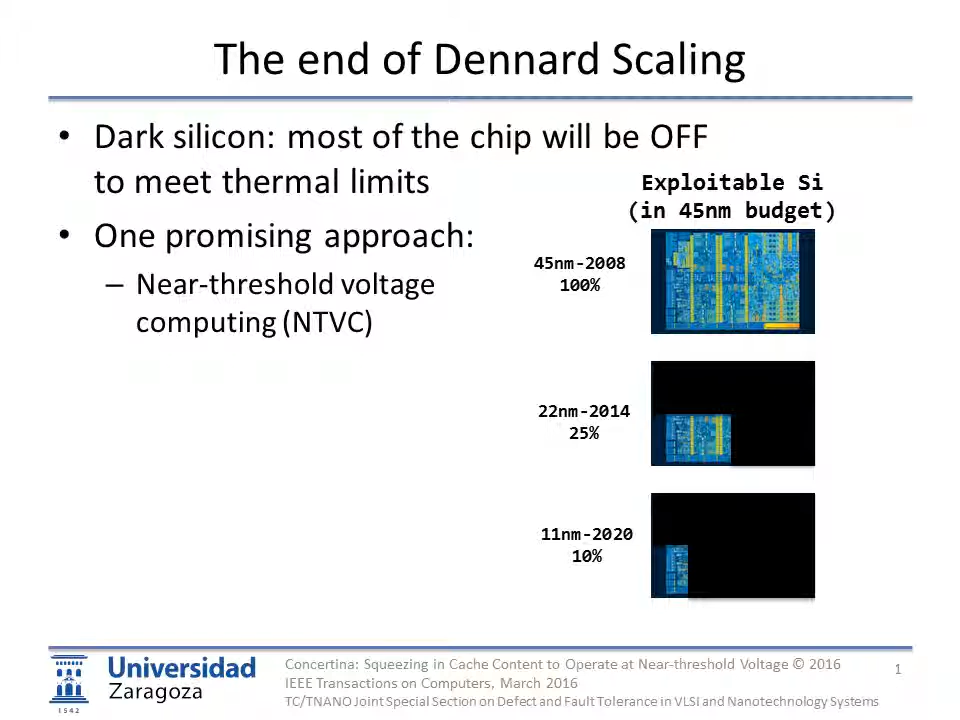 The end of Dennard Scaling
• Dark silicon: most of the chip will be OFF
to meet thermal limits
• One promising approach:
– Near-threshold voltage
computing (NTVC)
Exploitable Si
(in 45nm budget)
45nm-2008
100%
22nm-2014
25%
11nm-2020
10%
1542
Universidad
Zaragoza
Concertina: Squeezing in Cache Content to Operate at Near-threshold Voltage © 2016
IEEE Transactions on Computers, March 2016
TC/TNANO Joint Special Section on Defect and Fault Tolerance in VLSI and Nanotechnology Systems
1